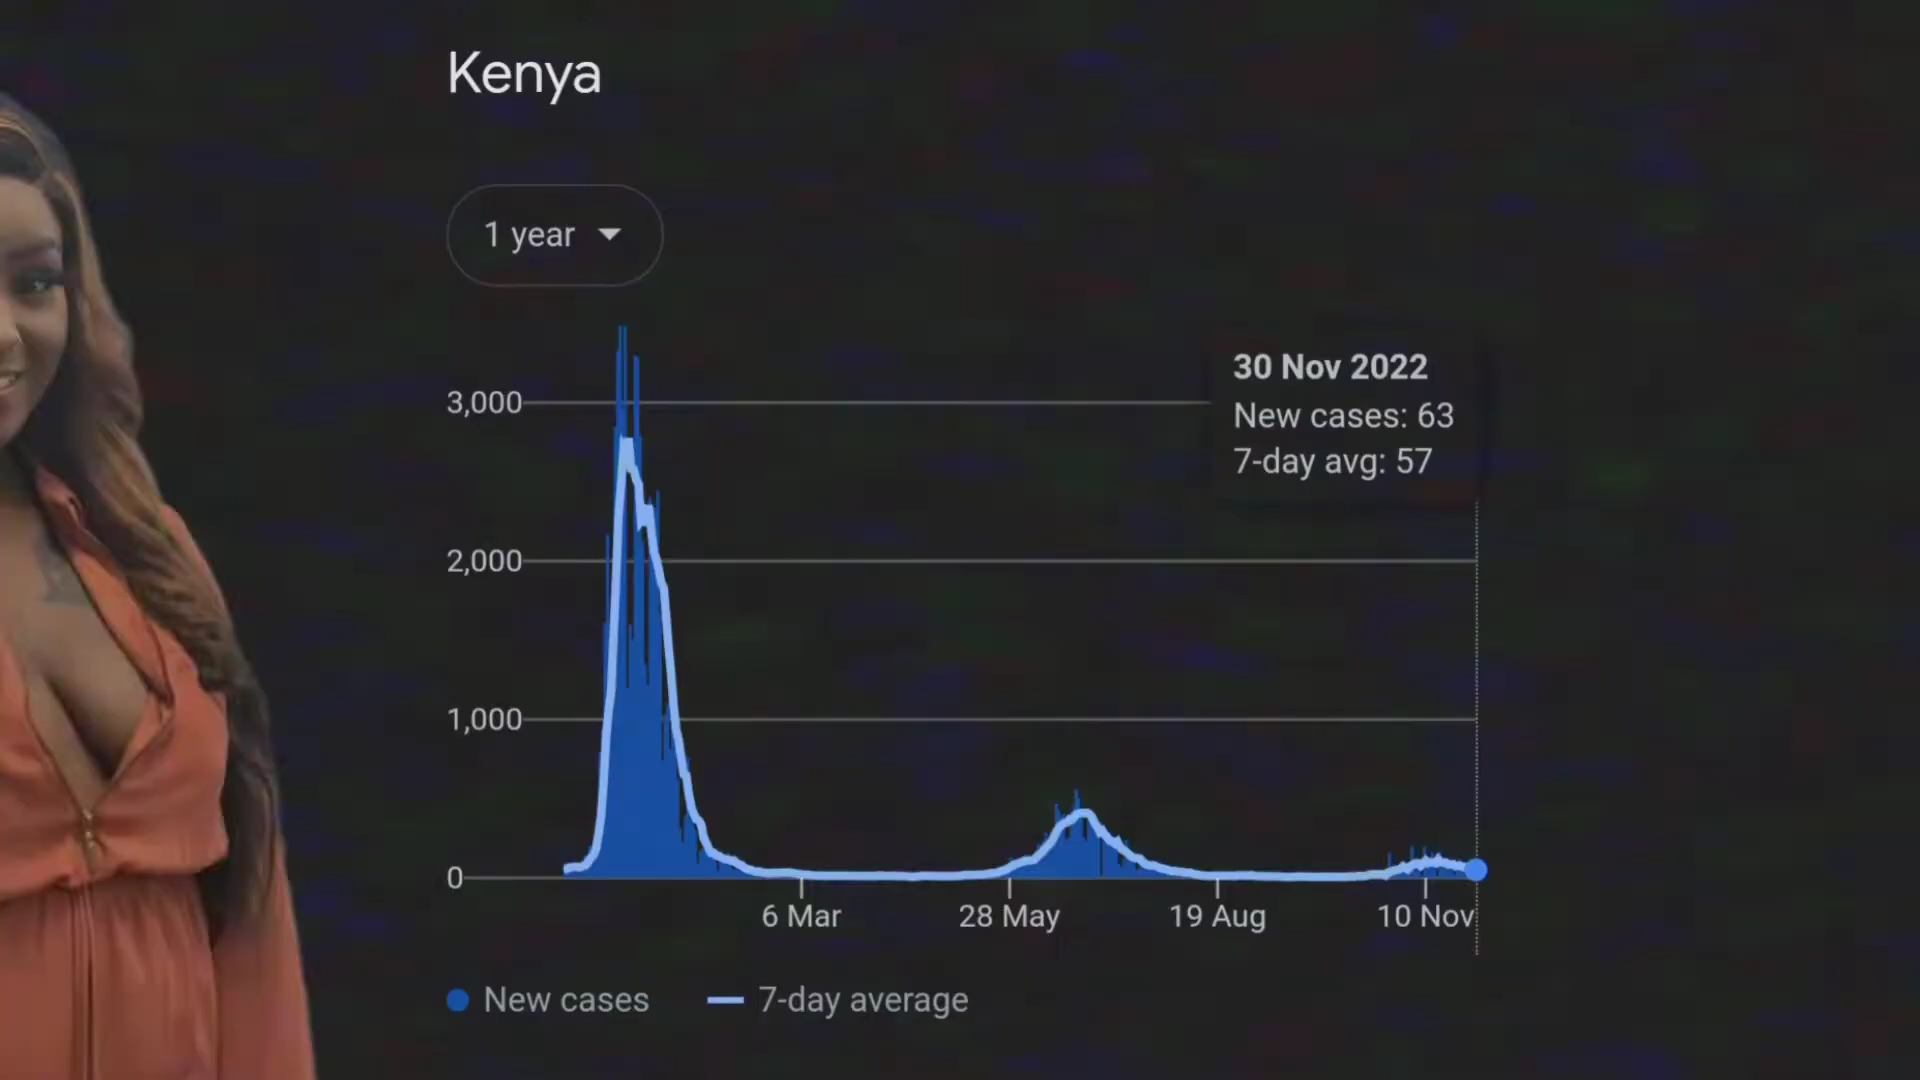 Kenya
1 year
30 Nov 2022
New cases: 63
7-day avg: 57
3,000
2,000
1,000
0
6 Mar
28 May
19 Aug
10 Nov
New cases
7-day average